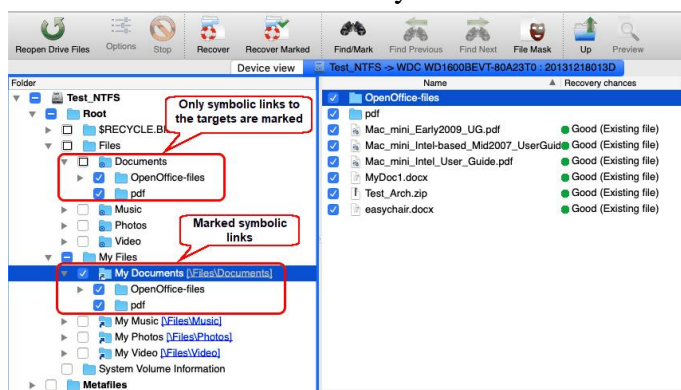 Reopen Drive Files Options Stop Recover Recover Marked Find/Mark Find Previous Find Next File Mask Up Preview
Device view Test_NTFS -> WDC WD1600BEVT-80A23T0 : 20131218013D
Folder
Test_NTFS
Root
$RECYCLE.BI
Files
Documents
OpenOffice-files
pdf
Music
Photos
Video
My Files
My Documents [\Files\Documents]
OpenOffice-files
pdf
My Music [\Files\Music]
My Photos [\Files\Photos]
My Video [\Files\Video]
System Volume Information
Metafiles
Only symbolic links to
the targets are marked
Marked symbolic
links
Name Recovery chances
OpenOffice-files
pdf
Mac_mini_Early2009_UG.pdf Good (Existing file)
Mac_mini_Intel-based_Mid2007_UserGuid Good (Existing file)
Mac_mini_Intel_User_Guide.pdf Good (Existing file)
MyDoc1.docx Good (Existing file)
Test_Arch.zip Good (Existing file)
easychair.docx Good (Existing file)